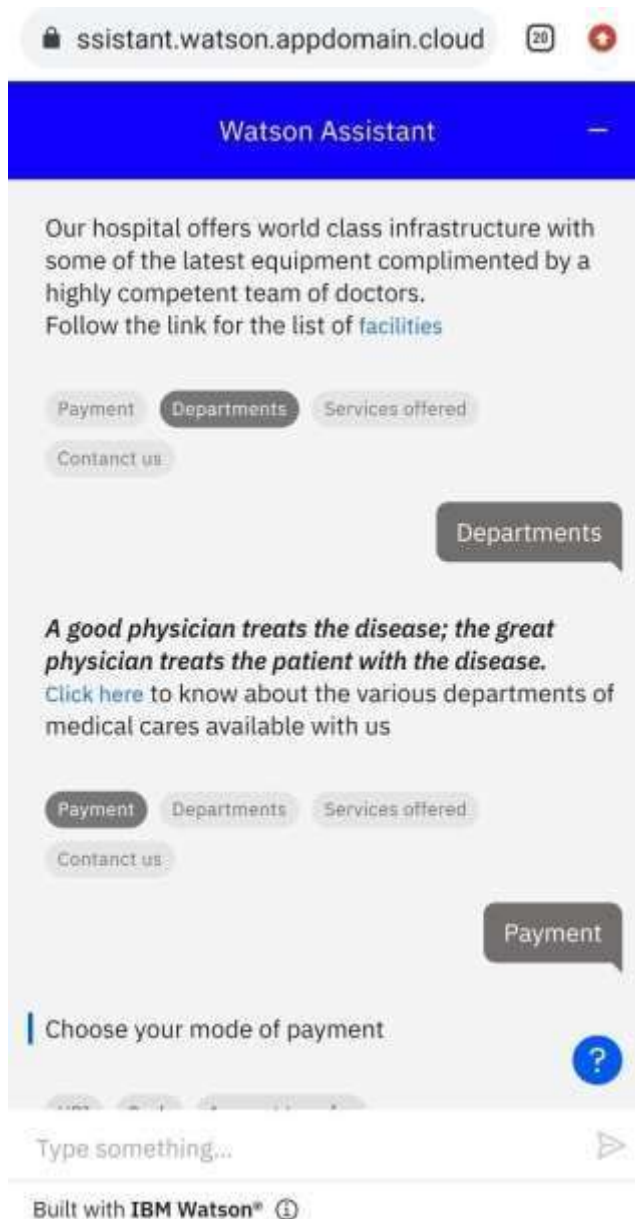 ssistant.watson.appdomain.cloud 20
Watson Assistant
Our hospital offers world class infrastructure with
some of the latest equipment complimented by a
highly competent team of doctors.
Follow the link for the list of facilities
Payment Departments Services offered
Contanct us
Departments
A good physician treats the disease; the great
physician treats the patient with the disease.
Click here to know about the various departments of
medical cares available with us
Payment Departments Services offered
Contanct us
Payment
Choose your mode of payment
?
Type something...
Built with IBM Watson®